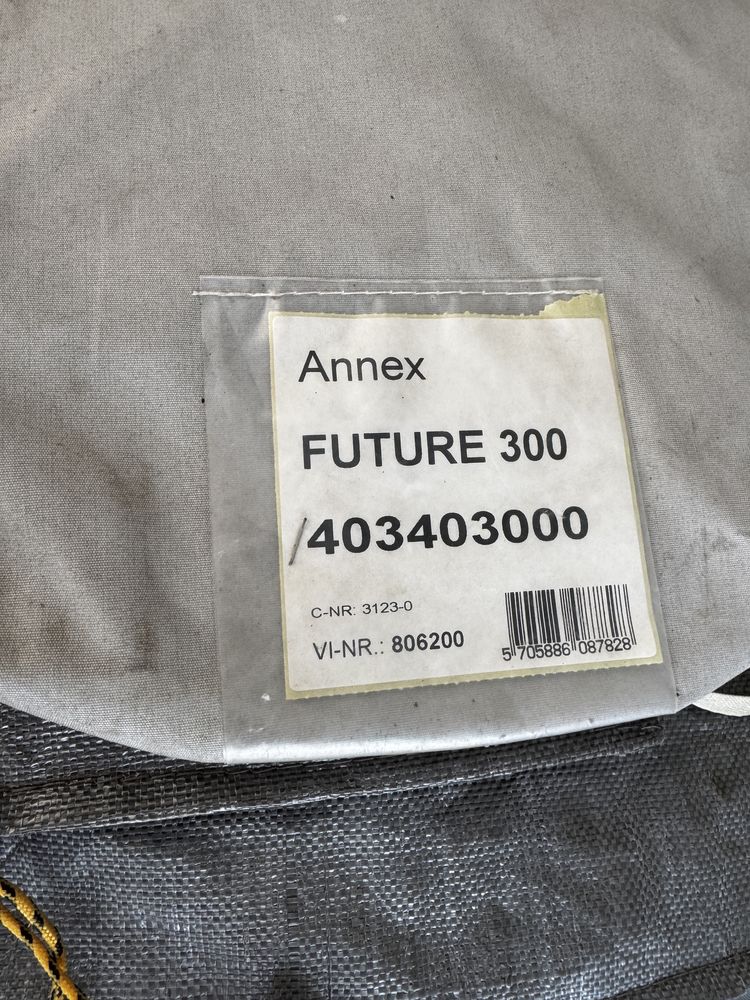 Annex
FUTURE 300
/403403000
C-NR: 3123-0
VI-NR.: 806200
5 705886 087828